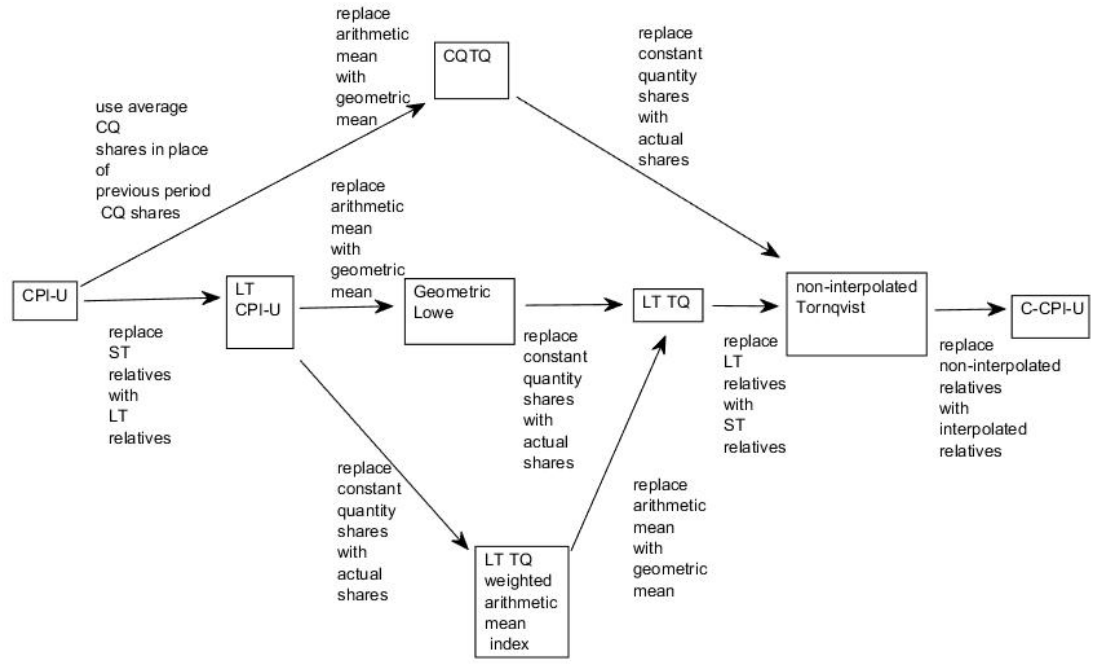 replace
arithmetic
mean
with
geometric
mean
CQTQ
replace
constant
quantity
shares
with
actual
shares
use average
CQ
shares in place
of
previous period
CQ shares
replace
arithmetic
mean
with
geometric
mean
CPI-U
LT
CPI-U
Geometric
Lowe
LT TQ
non-interpolated
Tornqvist
C-CPI-U
replace
ST
relatives
with
LT
relatives
replace
constant
quantity
shares
with
actual
shares
replace
LT
relatives
with
ST
relatives
replace
non-interpolated
relatives
with
interpolated
relatives
replace
constant
quantity
shares
with
actual
shares
replace
arithmetic
mean
with
geometric
mean
LT TQ
weighted
arithmetic
mean
index